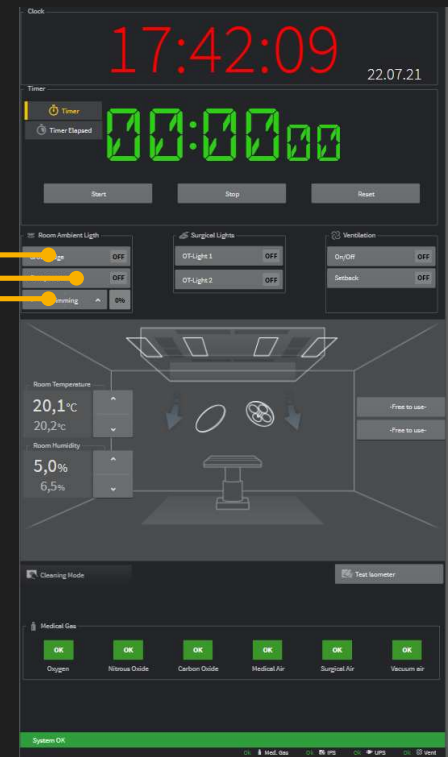 Clock
17:42:09
22.07.21
Timer
Timer
Timer Elapsed
00:00 00
Start Stop Reset
Room Ambient Ligth
OFF
OFF
0%
Surgical Lights
OT-Light 1 OFF
OT-Light 2 OFF
Ventilation
On/Off OFF
Setback OFF
Room Temperature
20,1°C
20,2°C
Room Humidity
5,0%
6,5%
-Free to use-
-Free to use-
Cleaning Mode
Test Isometer
Medical Gas
OK OK OK OK OK OK
Oxygen Nitrous Oxide Carbon Oxide Medical Air Surgical Air Vacuum air
System OK
Ok Med. Gas Ok IPS Ok UPS Ok Vent